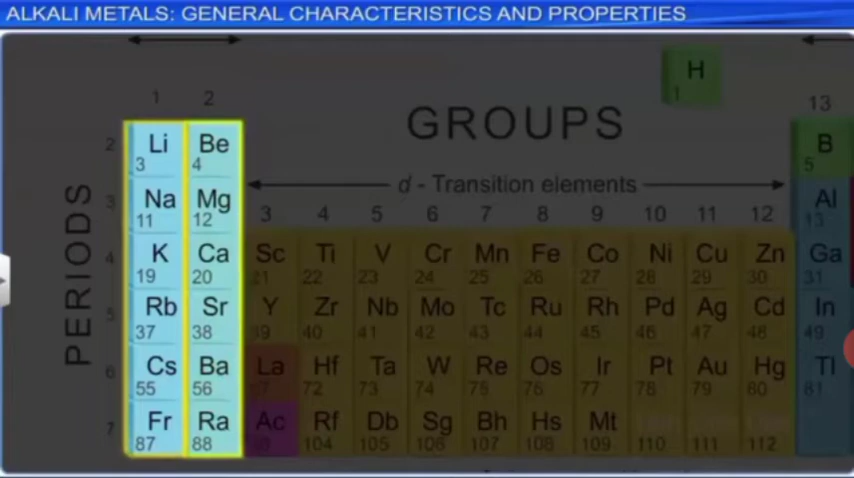 ALKALI METALS: GENERAL CHARACTERISTICS AND PROPERTIES
H
1
1 2 13
GROUPS
2 Li Be B
3 4 5
d - Transition elements
3 Na Mg Al
11 12 3 4 5 6 7 8 9 10 11 12 13
PERIODS
4 K Ca Sc Ti V Cr Mn Fe Co Ni Cu Zn Ga
19 20 21 22 23 24 25 26 27 28 29 30 31
5 Rb Sr Y Zr Nb Mo Tc Ru Rh Pd Ag Cd In
37 38 39 40 41 42 43 44 45 46 47 48 49
6 Cs Ba La Hf Ta W Re Os Ir Pt Au Hg Tl
55 56 57 72 73 74 75 76 77 78 79 80 81
7 Fr Ra Ac Rf Db Sg Bh Hs Mt
87 88 104 105 106 107 108 109 110 111 112